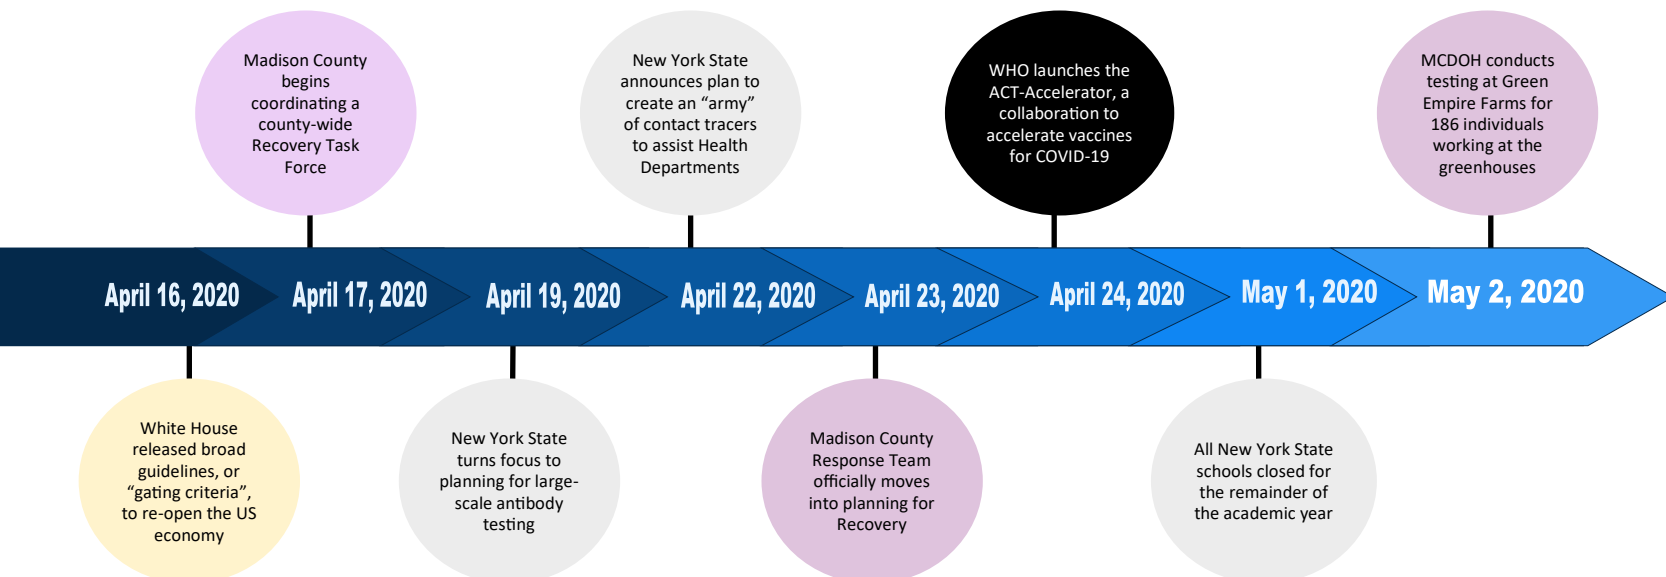 Madison County
begins
coordinating a
county-wide
Recovery Task
Force
New York State
announces plan to
create an “army”
of contact tracers
to assist Health
Departments
WHO launches the
ACT-Accelerator, a
collaboration to
accelerate vaccines
for COVID-19
MCDOH conducts
testing at Green
Empire Farms for
186 individuals
working at the
greenhouses
April 16, 2020
April 17, 2020
April 19, 2020
April 22, 2020
April 23, 2020
April 24, 2020
May 1, 2020
May 2, 2020
White House
released broad
guidelines, or
“gating criteria”,
to re-open the US
economy
New York State
turns focus to
planning for large-
scale antibody
testing
Madison County
Response Team
officially moves
into planning for
Recovery
All New York State
schools closed for
the remainder of
the academic year